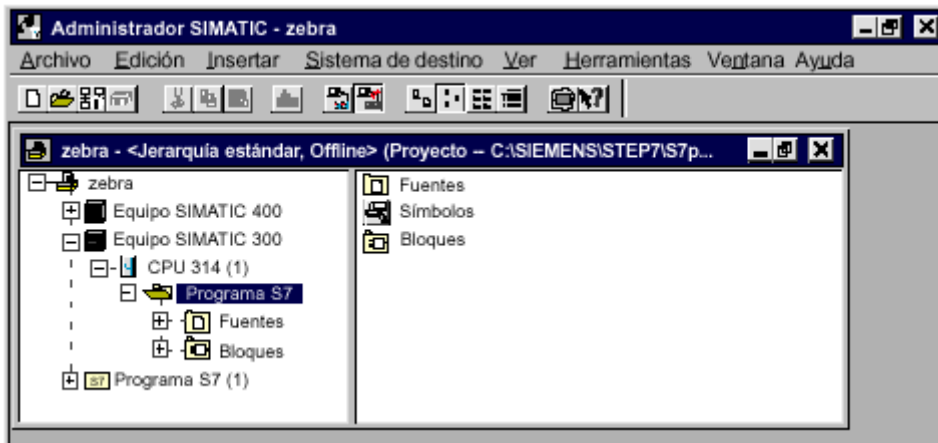 Administrador SIMATIC - zebra
Archivo Edición Insertar Sistema de destino Ver Herramientas Ventana Ayuda
zebra - <Jerarquía estándar, Offline> (Proyecto -- C:\SIEMENS\STEP7\S7p...
zebra
Equipo SIMATIC 400
Equipo SIMATIC 300
CPU 314 (1)
Programa S7
Fuentes
Bloques
S7 Programa S7 (1)
Fuentes
Símbolos
Bloques